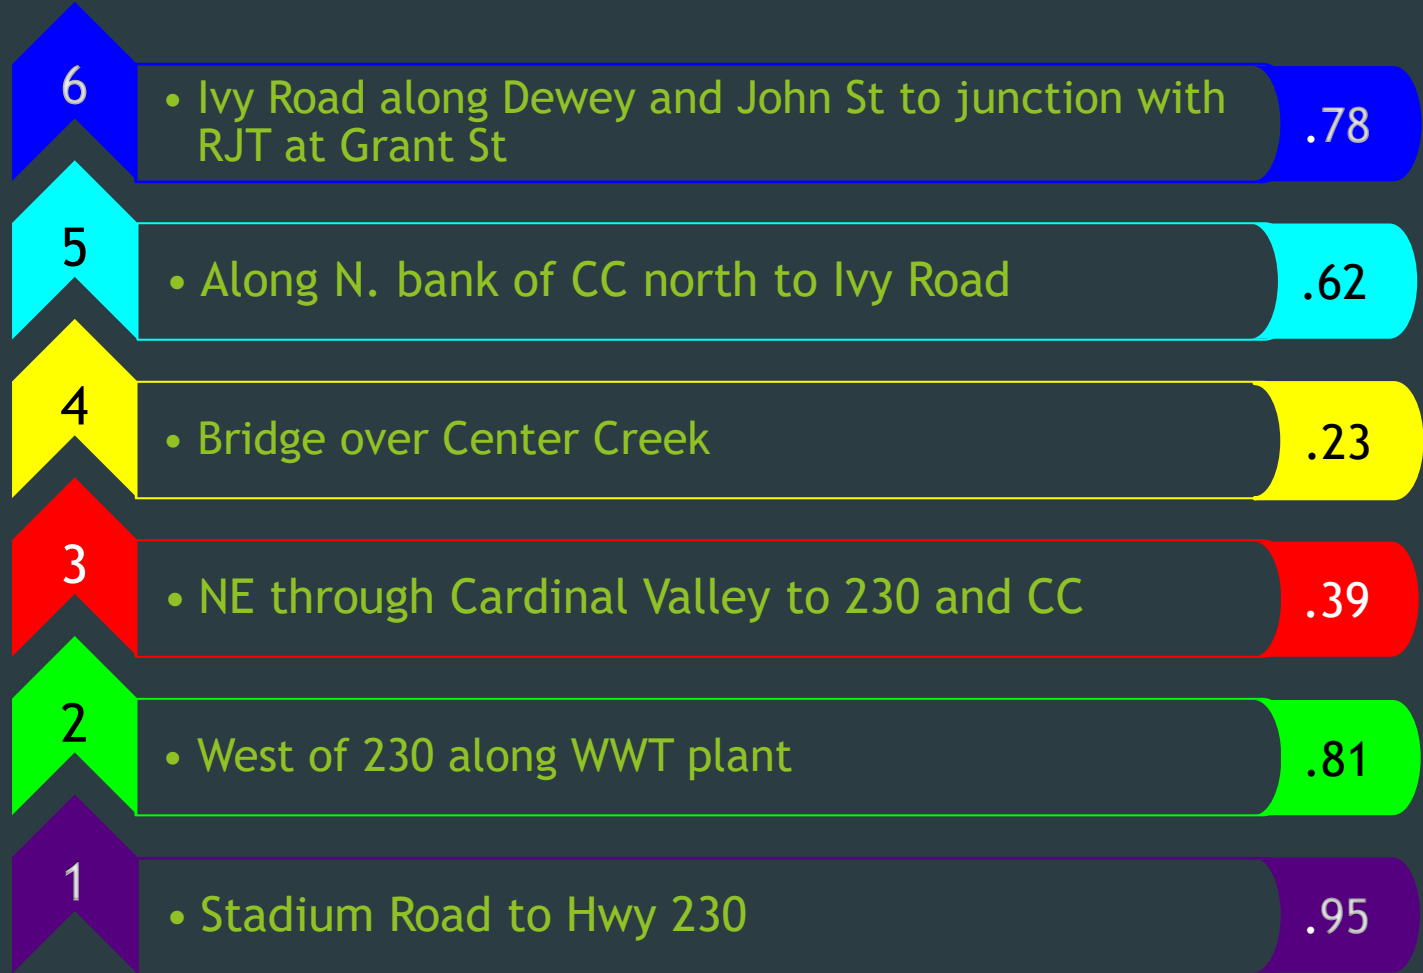 6
• Ivy Road along Dewey and John St to junction with
RJT at Grant St
.78
5
• Along N. bank of CC north to Ivy Road
.62
4
• Bridge over Center Creek
.23
3
• NE through Cardinal Valley to 230 and CC
.39
2
• West of 230 along WWT plant
.81
1
• Stadium Road to Hwy 230
.95